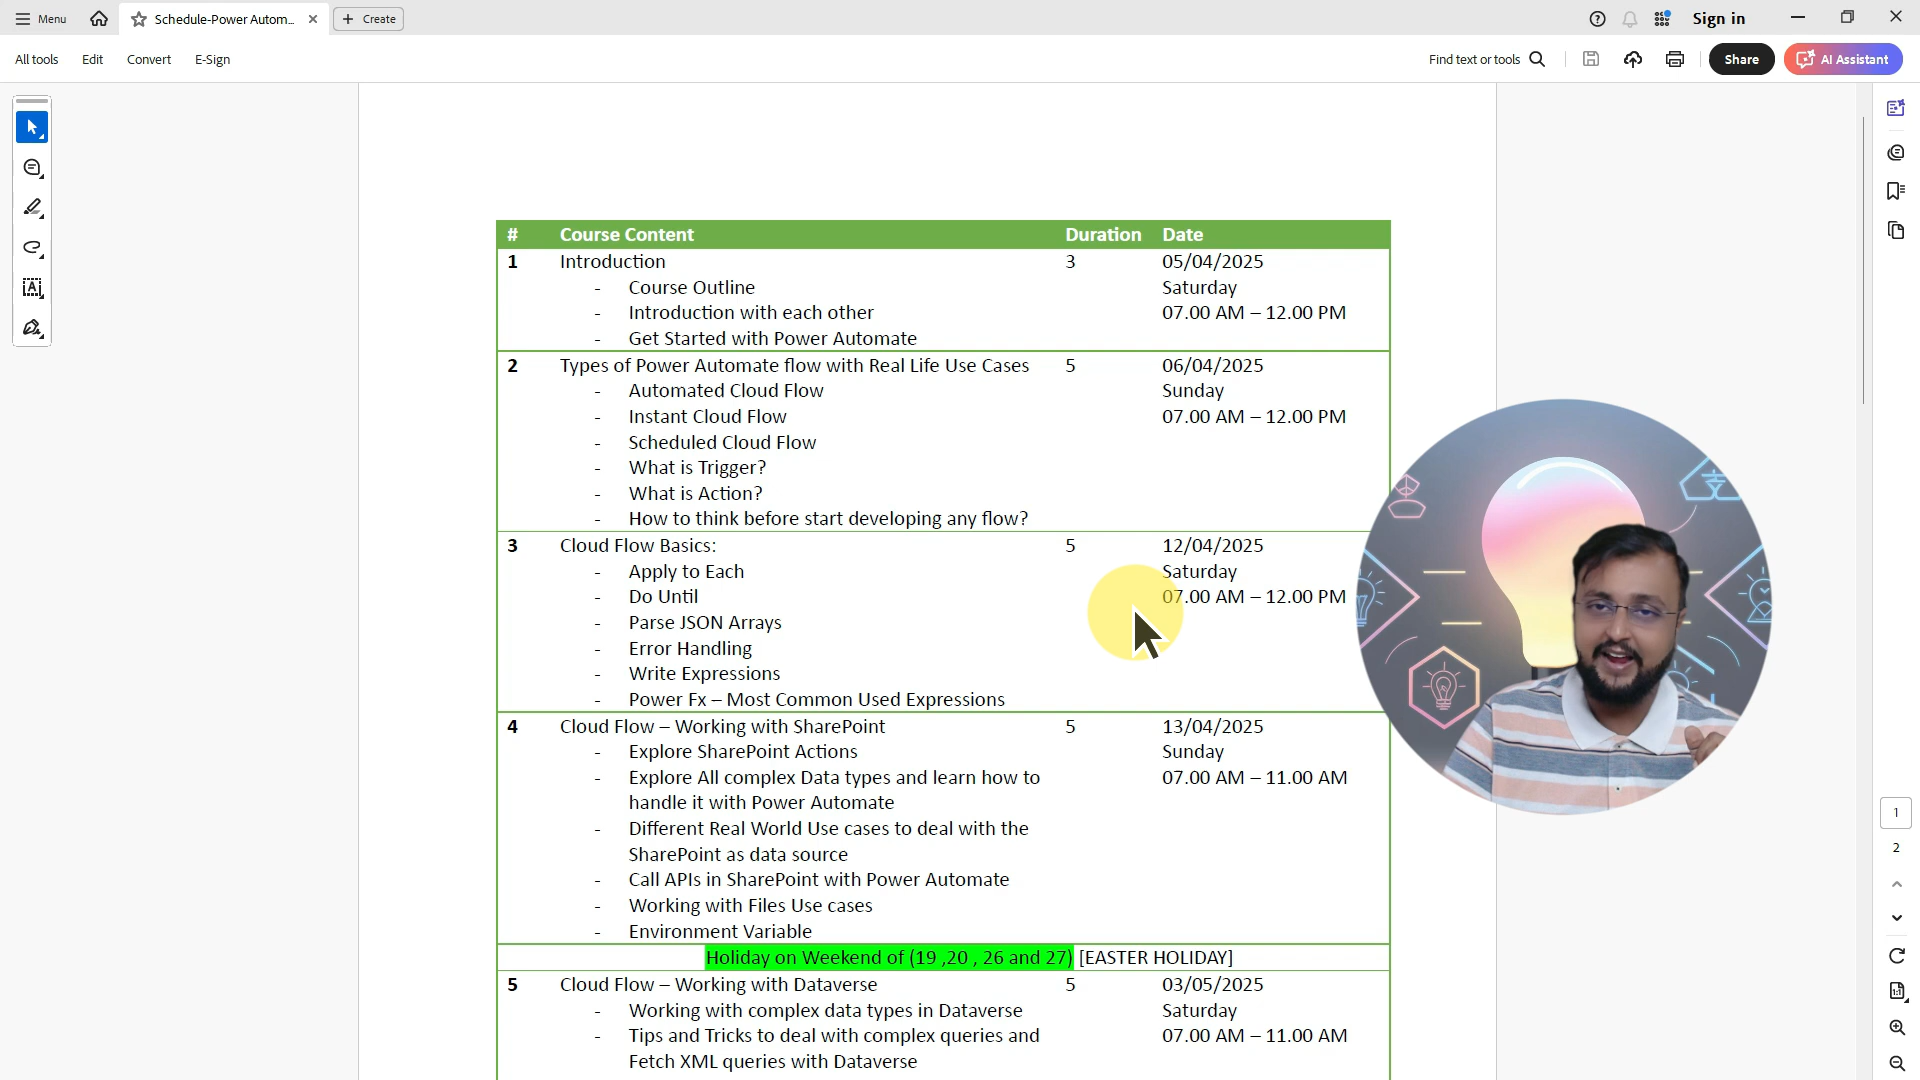 Menu
Schedule-Power Autom...
Create
Sign in
All tools
Edit
Convert
E-Sign
Find text or tools
Share
AI Assistant
# Course Content Duration Date
1 Introduction 3 05/04/2025
- Course Outline Saturday
- Introduction with each other 07.00 AM – 12.00 PM
- Get Started with Power Automate
2 Types of Power Automate flow with Real Life Use Cases 5 06/04/2025
- Automated Cloud Flow Sunday
- Instant Cloud Flow 07.00 AM – 12.00 PM
- Scheduled Cloud Flow
- What is Trigger?
- What is Action?
- How to think before start developing any flow?
3 Cloud Flow Basics: 5 12/04/2025
- Apply to Each Saturday
- Do Until 07.00 AM – 12.00 PM
- Parse JSON Arrays
- Error Handling
- Write Expressions
- Power Fx – Most Common Used Expressions
4 Cloud Flow – Working with SharePoint 5 13/04/2025
- Explore SharePoint Actions Sunday
- Explore All complex Data types and learn how to 07.00 AM – 11.00 AM
handle it with Power Automate
- Different Real World Use cases to deal with the
SharePoint as data source
- Call APIs in SharePoint with Power Automate
- Working with Files Use cases
- Environment Variable
Holiday on Weekend of (19 ,20 , 26 and 27) [EASTER HOLIDAY]
5 Cloud Flow – Working with Dataverse 5 03/05/2025
- Working with complex data types in Dataverse Saturday
- Tips and Tricks to deal with complex queries and 07.00 AM – 11.00 AM
Fetch XML queries with Dataverse
1
2